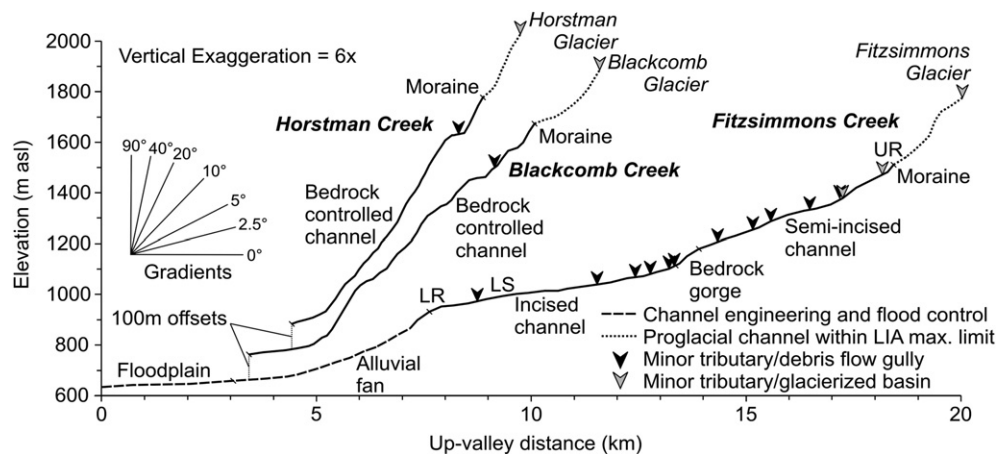 Vertical Exaggeration = 6x
Horstman
Glacier
Blackcomb
Glacier
Fitzsimmons
Glacier
Moraine
Horstman Creek
Moraine
Blackcomb Creek
Fitzsimmons Creek
UR
Moraine
90°
40°
20°
10°
5°
2.5°
0°
Gradients
Bedrock
controlled
channel
Bedrock
controlled
channel
Semi-incised
channel
Bedrock
gorge
LR
LS
Incised
channel
100m offsets
Floodplain
Alluvial
fan
Channel engineering and flood control
Proglacial channel within LIA max. limit
Minor tributary/debris flow gully
Minor tributary/glacierized basin
Elevation (m asl)
2000
1800
1600
1400
1200
1000
800
600
0
5
10
15
20
Up-valley distance (km)